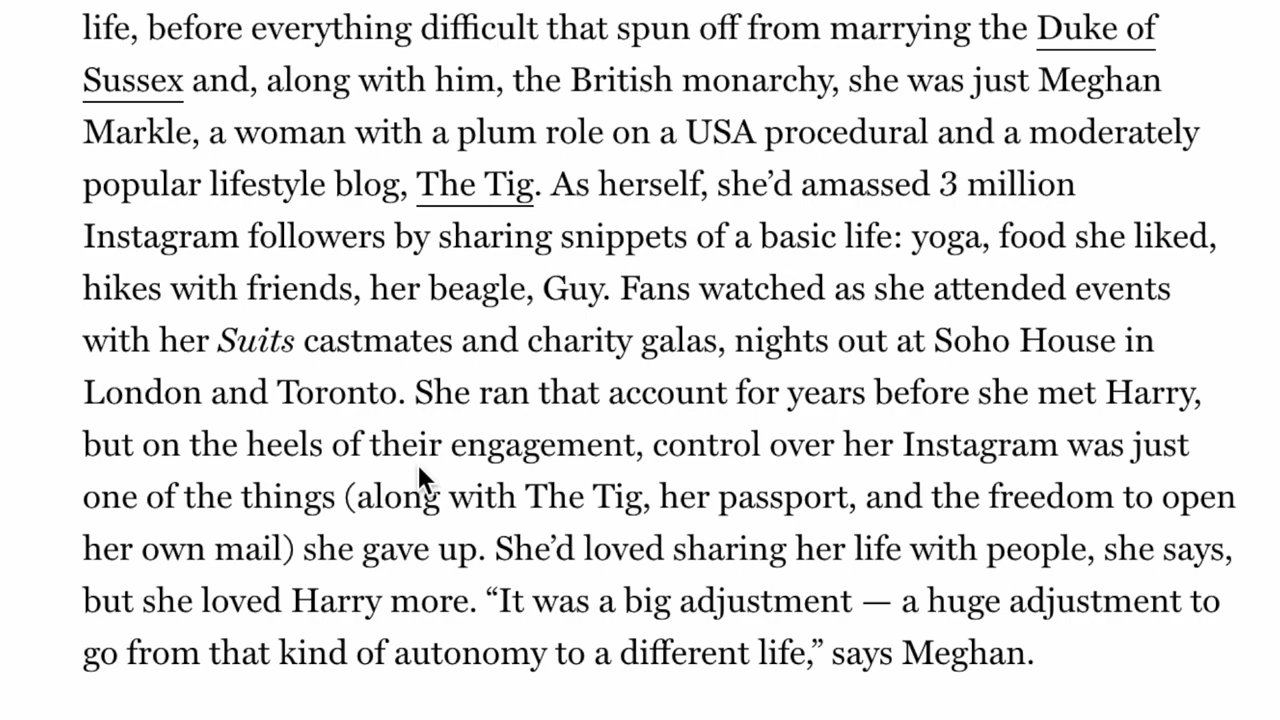 life, before everything difficult that spun off from marrying the Duke of
Sussex and, along with him, the British monarchy, she was just Meghan
Markle, a woman with a plum role on a USA procedural and a moderately
popular lifestyle blog, The Tig. As herself, she’d amassed 3 million
Instagram followers by sharing snippets of a basic life: yoga, food she liked,
hikes with friends, her beagle, Guy. Fans watched as she attended events
with her Suits castmates and charity galas, nights out at Soho House in
London and Toronto. She ran that account for years before she met Harry,
but on the heels of their engagement, control over her Instagram was just
one of the things (along with The Tig, her passport, and the freedom to open
her own mail) she gave up. She’d loved sharing her life with people, she says,
but she loved Harry more. “It was a big adjustment — a huge adjustment to
go from that kind of autonomy to a different life,” says Meghan.